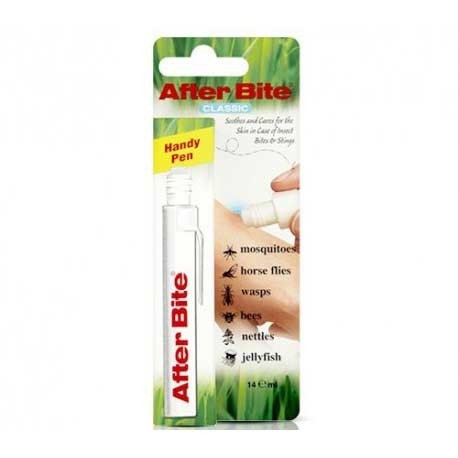 After Bite®
CLASSIC
Soothes and Cares for the
Skin in Case of Insect
Bites & Stings
Handy
Pen
After Bite®
mosquitoes
horse flies
wasps
bees
nettles
jellyfish
14 ℮ ml